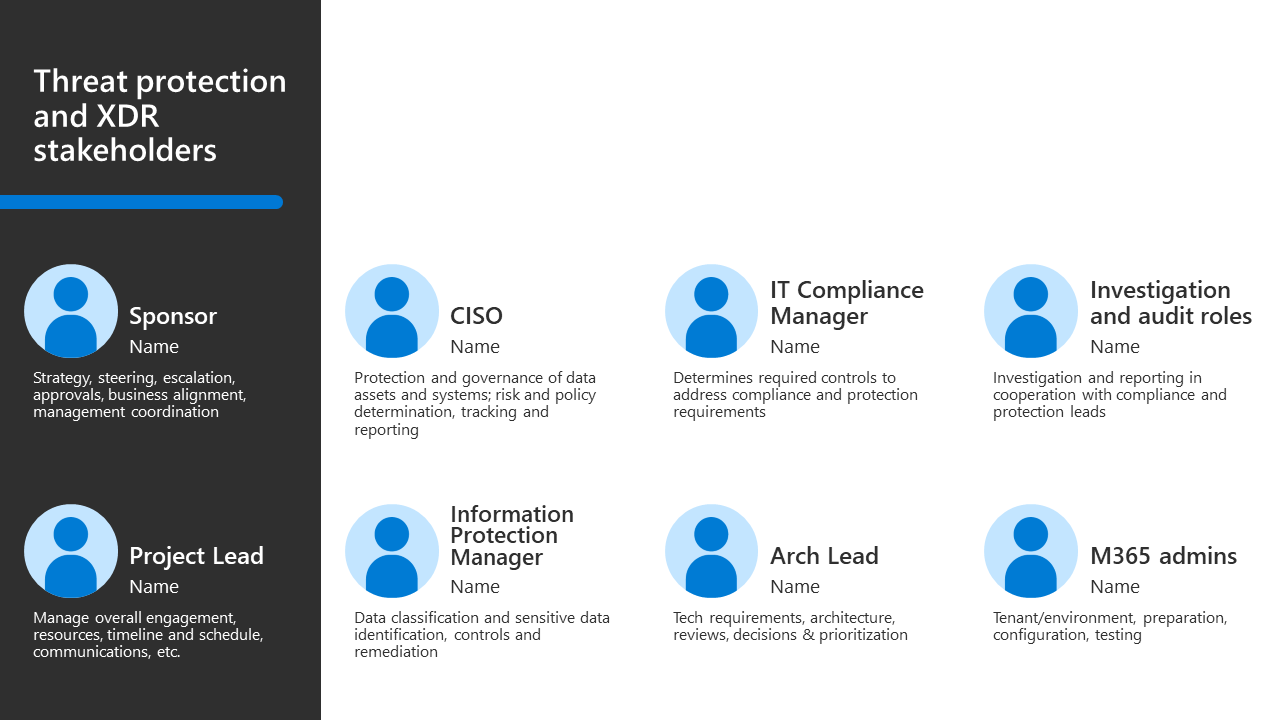 Threat protection
and XDR
stakeholders
Sponsor
Name
Strategy, steering, escalation,
approvals, business alignment,
management coordination
CISO
Name
Protection and governance of data
assets and systems; risk and policy
determination, tracking and
reporting
IT Compliance
Manager
Name
Determines required controls to
address compliance and protection
requirements
Investigation
and audit roles
Name
Investigation and reporting in
cooperation with compliance and
protection leads
Project Lead
Name
Manage overall engagement,
resources, timeline and schedule,
communications, etc.
Information
Protection
Manager
Name
Data classification and sensitive data
identification, controls and
remediation
Arch Lead
Name
Tech requirements, architecture,
reviews, decisions & prioritization
M365 admins
Name
Tenant/environment, preparation,
configuration, testing